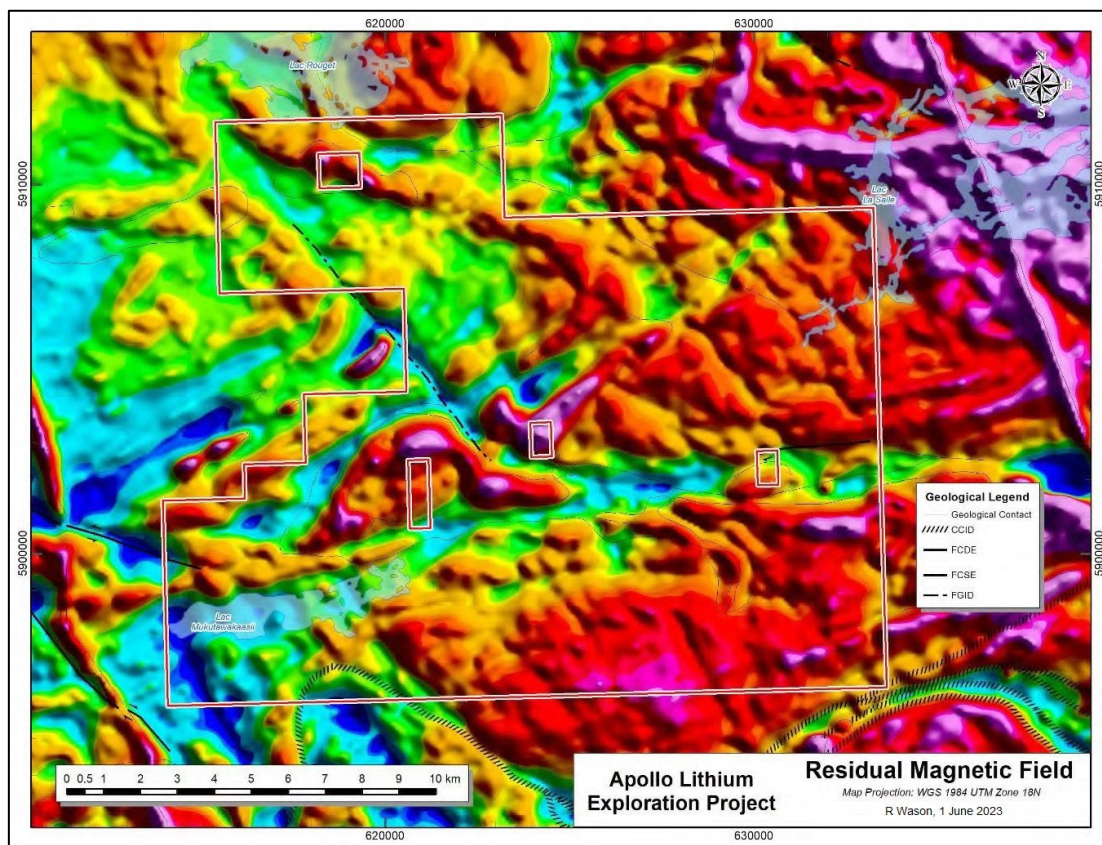 620000
630000
Lac Rouget
N
W E
S
5910000
5910000
Lac
La Salle
Geological Legend
Geological Contact
CCID
FCDE
FCSE
FGID
5900000
5900000
Lac
Mukutawakaasii
0 0.5 1 2 3 4 5 6 7 8 9 10 km
Apollo Lithium
Exploration Project
Residual Magnetic Field
Map Projection: WGS 1984 UTM Zone 18N
R Wason, 1 June 2023
620000
630000